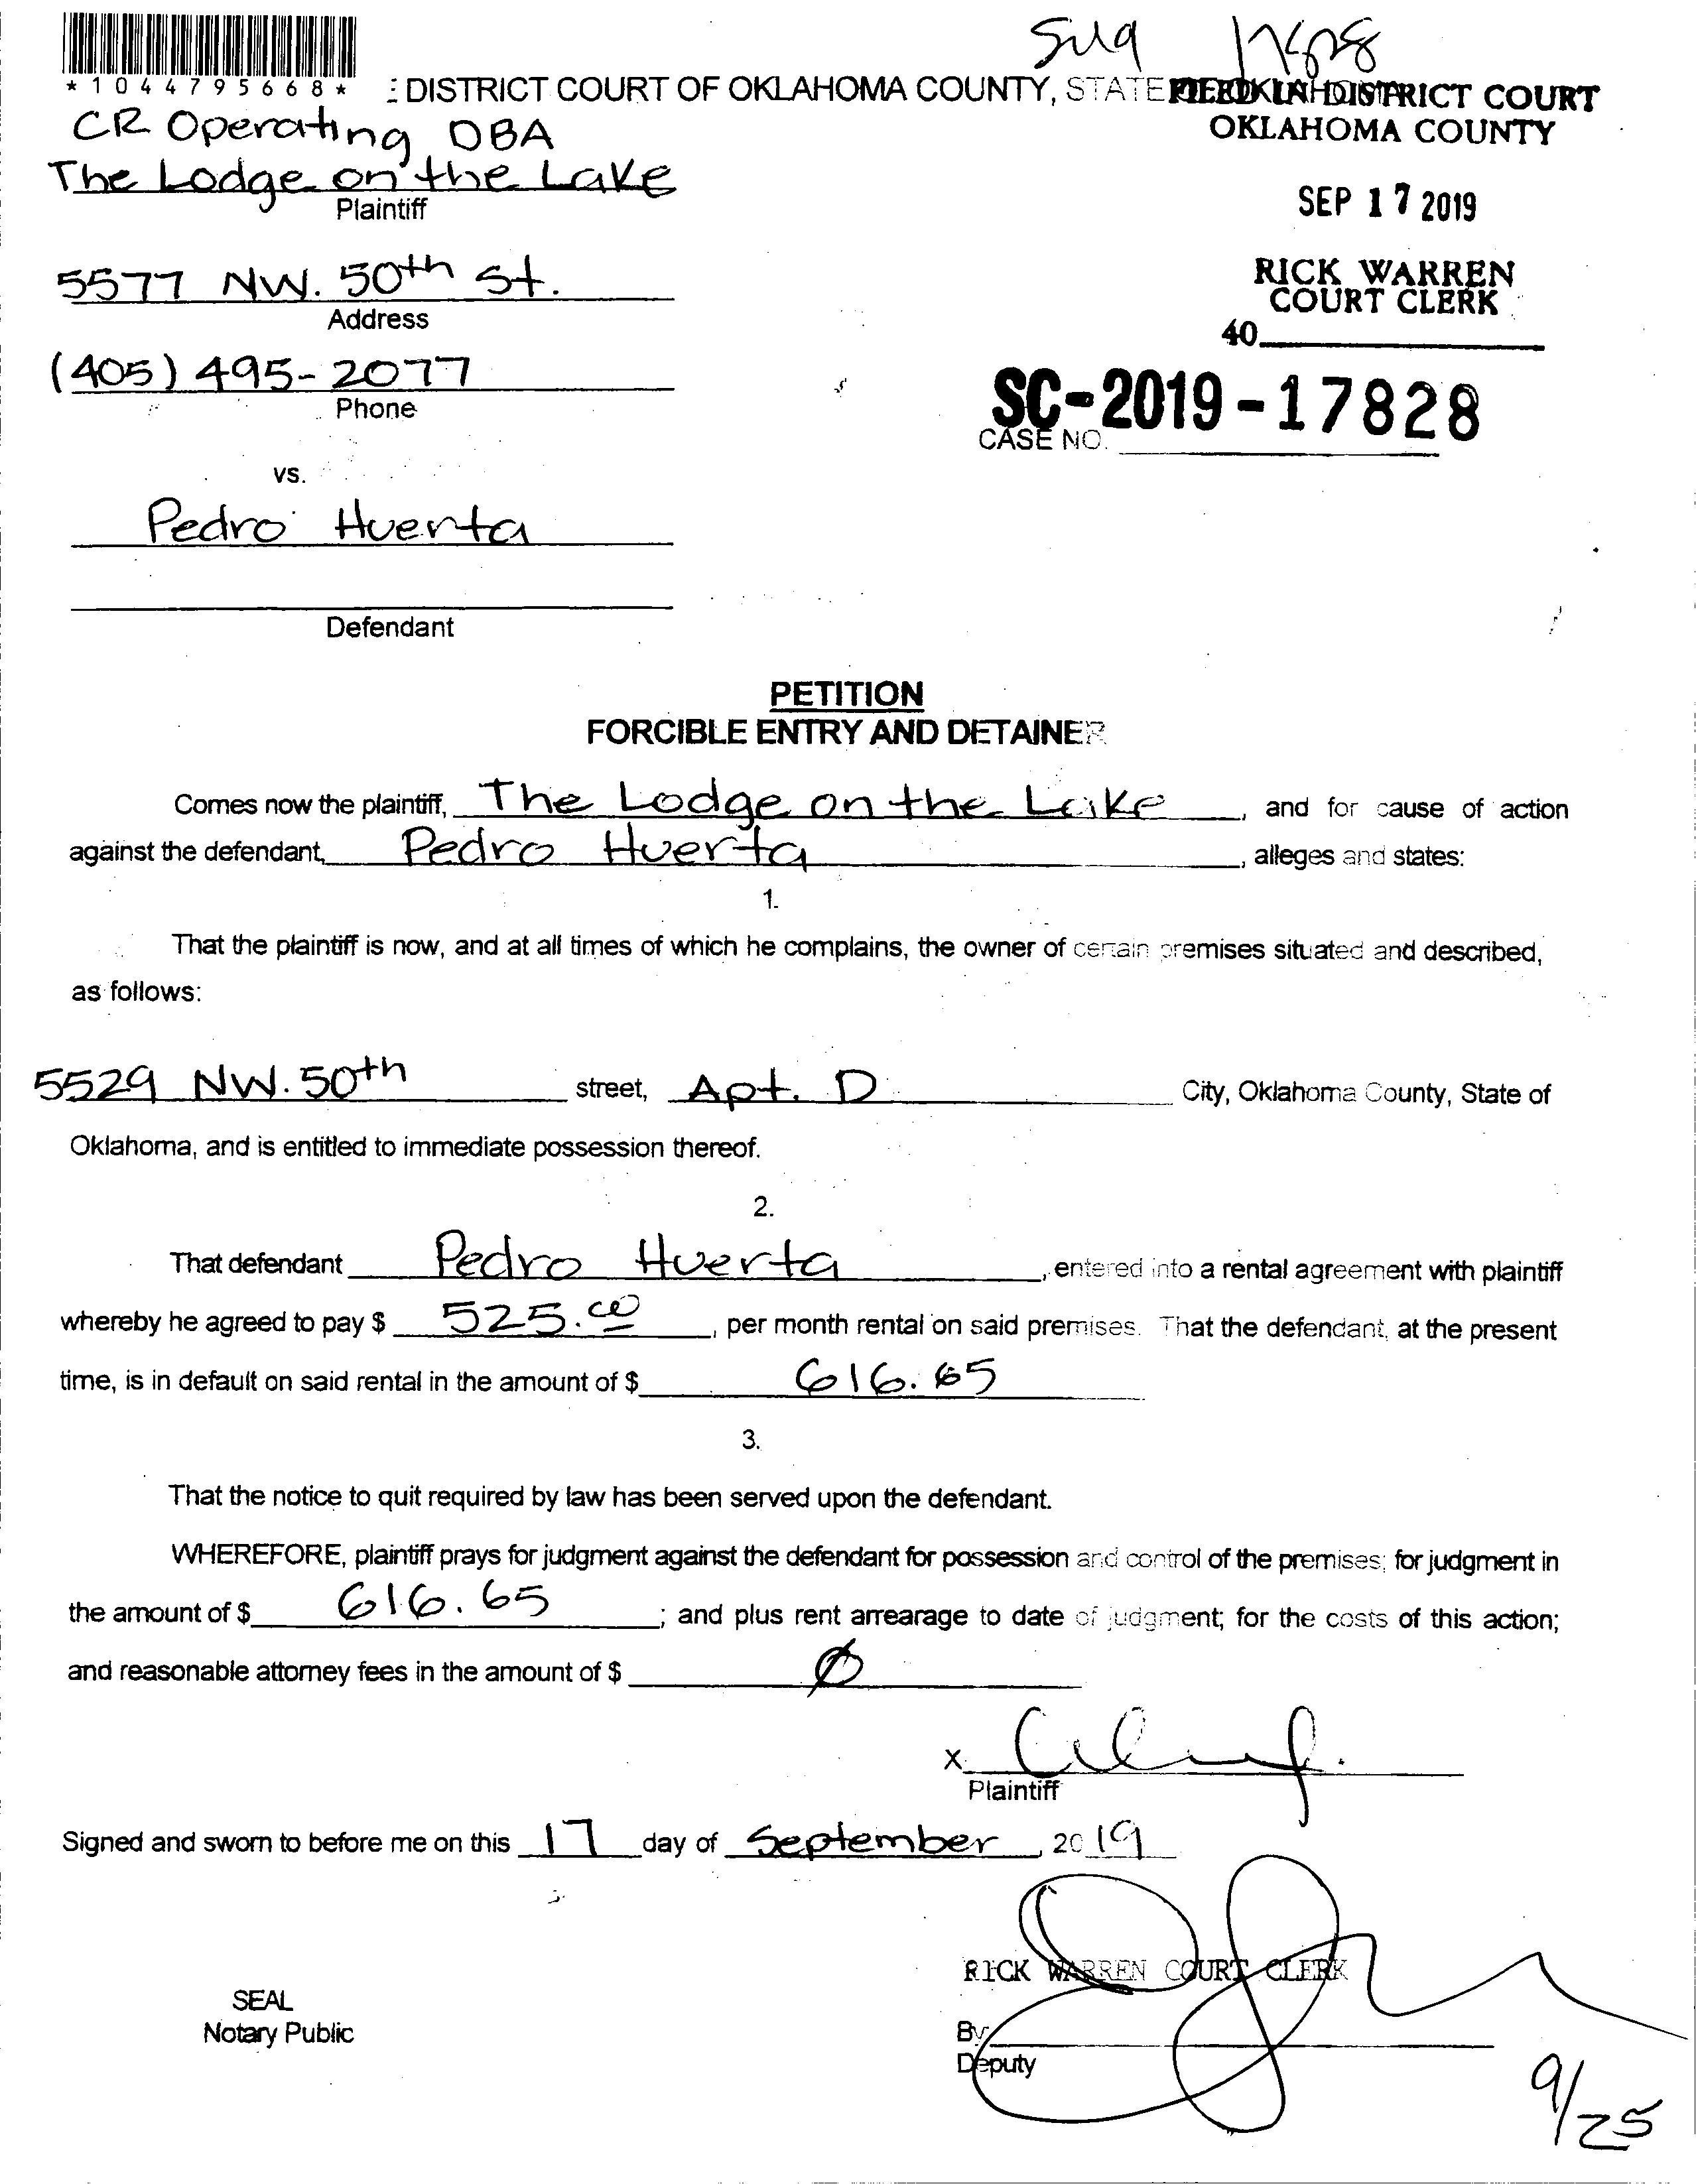 *1044795668*
DISTRICT COURT OF OKLAHOMA COUNTY, STATE
FILED IN DISTRICT COURT
OKLAHOMA COUNTY
CR Operating DBA
The Lodge on the Lake
Plaintiff
SEP 17 2019
5577 NW. 50th St.
Address
RICK WARREN
COURT CLERK
40
(405) 495-2077
Phone
SC-2019-17828
CASE NO.
vs.
Pedro Huerta
Defendant
PETITION
FORCIBLE ENTRY AND DETAINER
Comes now the plaintiff, The Lodge on the Lake, and for cause of action
against the defendant, Pedro Huerta, alleges and states:
1.
That the plaintiff is now, and at all times of which he complains, the owner of certain premises situated and described,
as follows:
5529 NW. 50th street, Apt. D City, Oklahoma County, State of
Oklahoma, and is entitled to immediate possession thereof.
2.
That defendant Pedro Huerta, entered into a rental agreement with plaintiff
whereby he agreed to pay $ 525.00, per month rental on said premises. That the defendant, at the present
time, is in default on said rental in the amount of $ 616.65
3.
That the notice to quit required by law has been served upon the defendant.
WHEREFORE, plaintiff prays for judgment against the defendant for possession and control of the premises; for judgment in
the amount of $ 616.65; and plus rent arrearage to date of judgment; for the costs of this action;
and reasonable attorney fees in the amount of $ Ø
X
Plaintiff
Signed and sworn to before me on this 17 day of September, 2019
RICK WARREN COURT CLERK
SEAL
Notary Public
By
Deputy
9/25